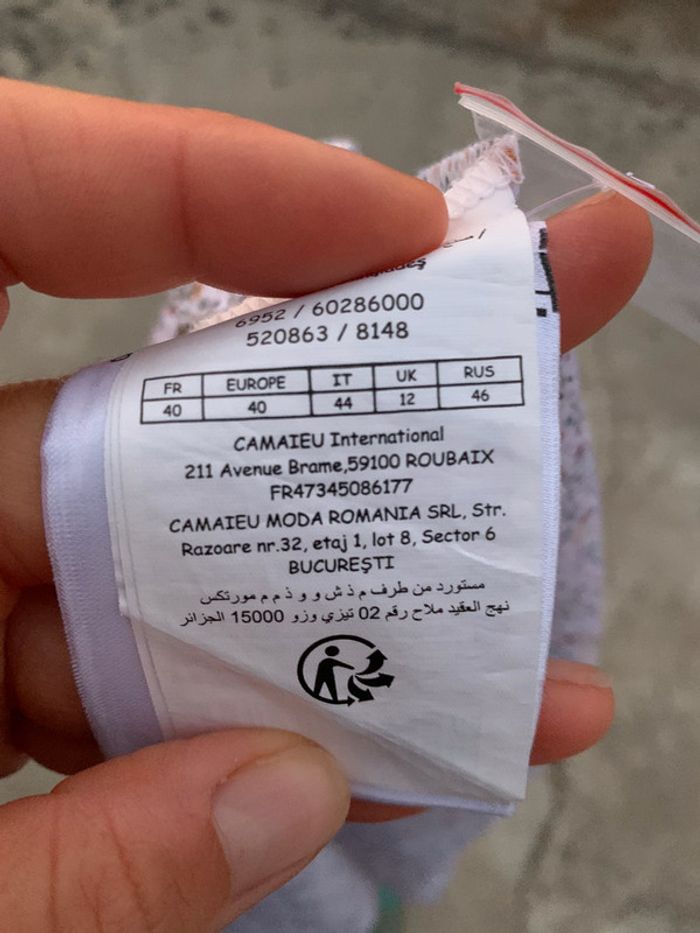 6952 / 60286000
520863 / 8148
FR EUROPE IT UK RUS
40 40 44 12 46
CAMAIEU International
211 Avenue Brame,59100 ROUBAIX
FR47345086177
CAMAIEU MODA ROMANIA SRL, Str.
Razoare nr.32, etaj 1, lot 8, Sector 6
BUCUREŞTI
مستورد من طرف م ذ ش و و ذ م م مورتكس
نهج العقيد ملاح رقم 02 تيزي وزو 15000 الجزائر